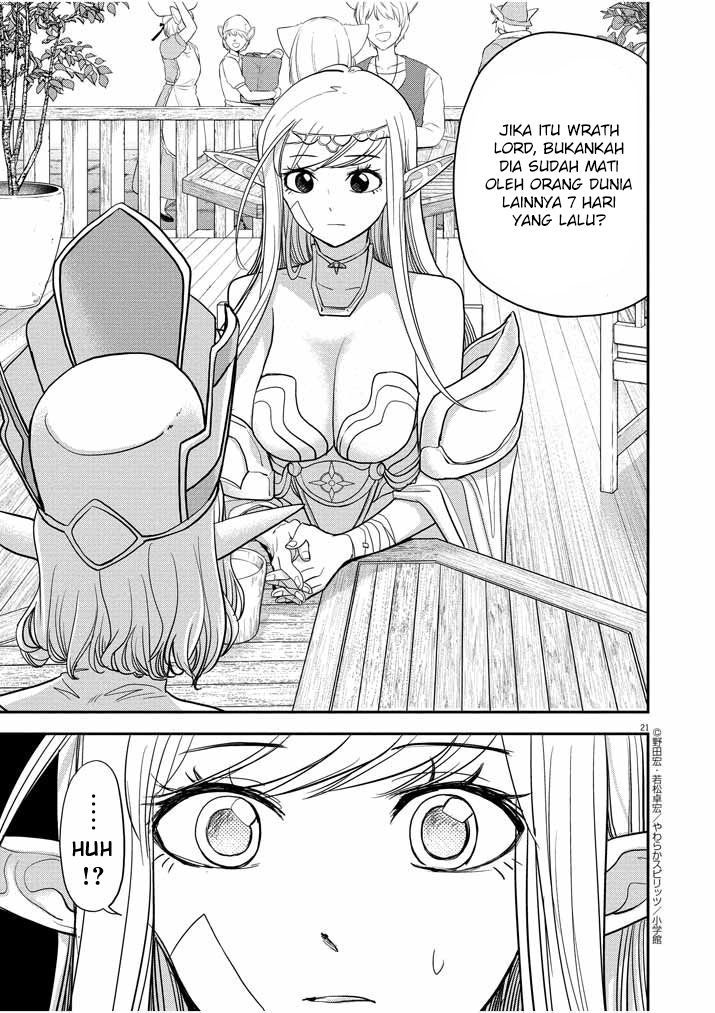 JIKA ITU WRATH
LORD, BUKANKAH
DIA SUDAH MATI
OLEH ORANG DUNIA
LAINNYA 7 HARI
YANG LALU?
21
©野田宏・若松卓宏／やわらかスピリッツ／小学館
……
HUH
!?